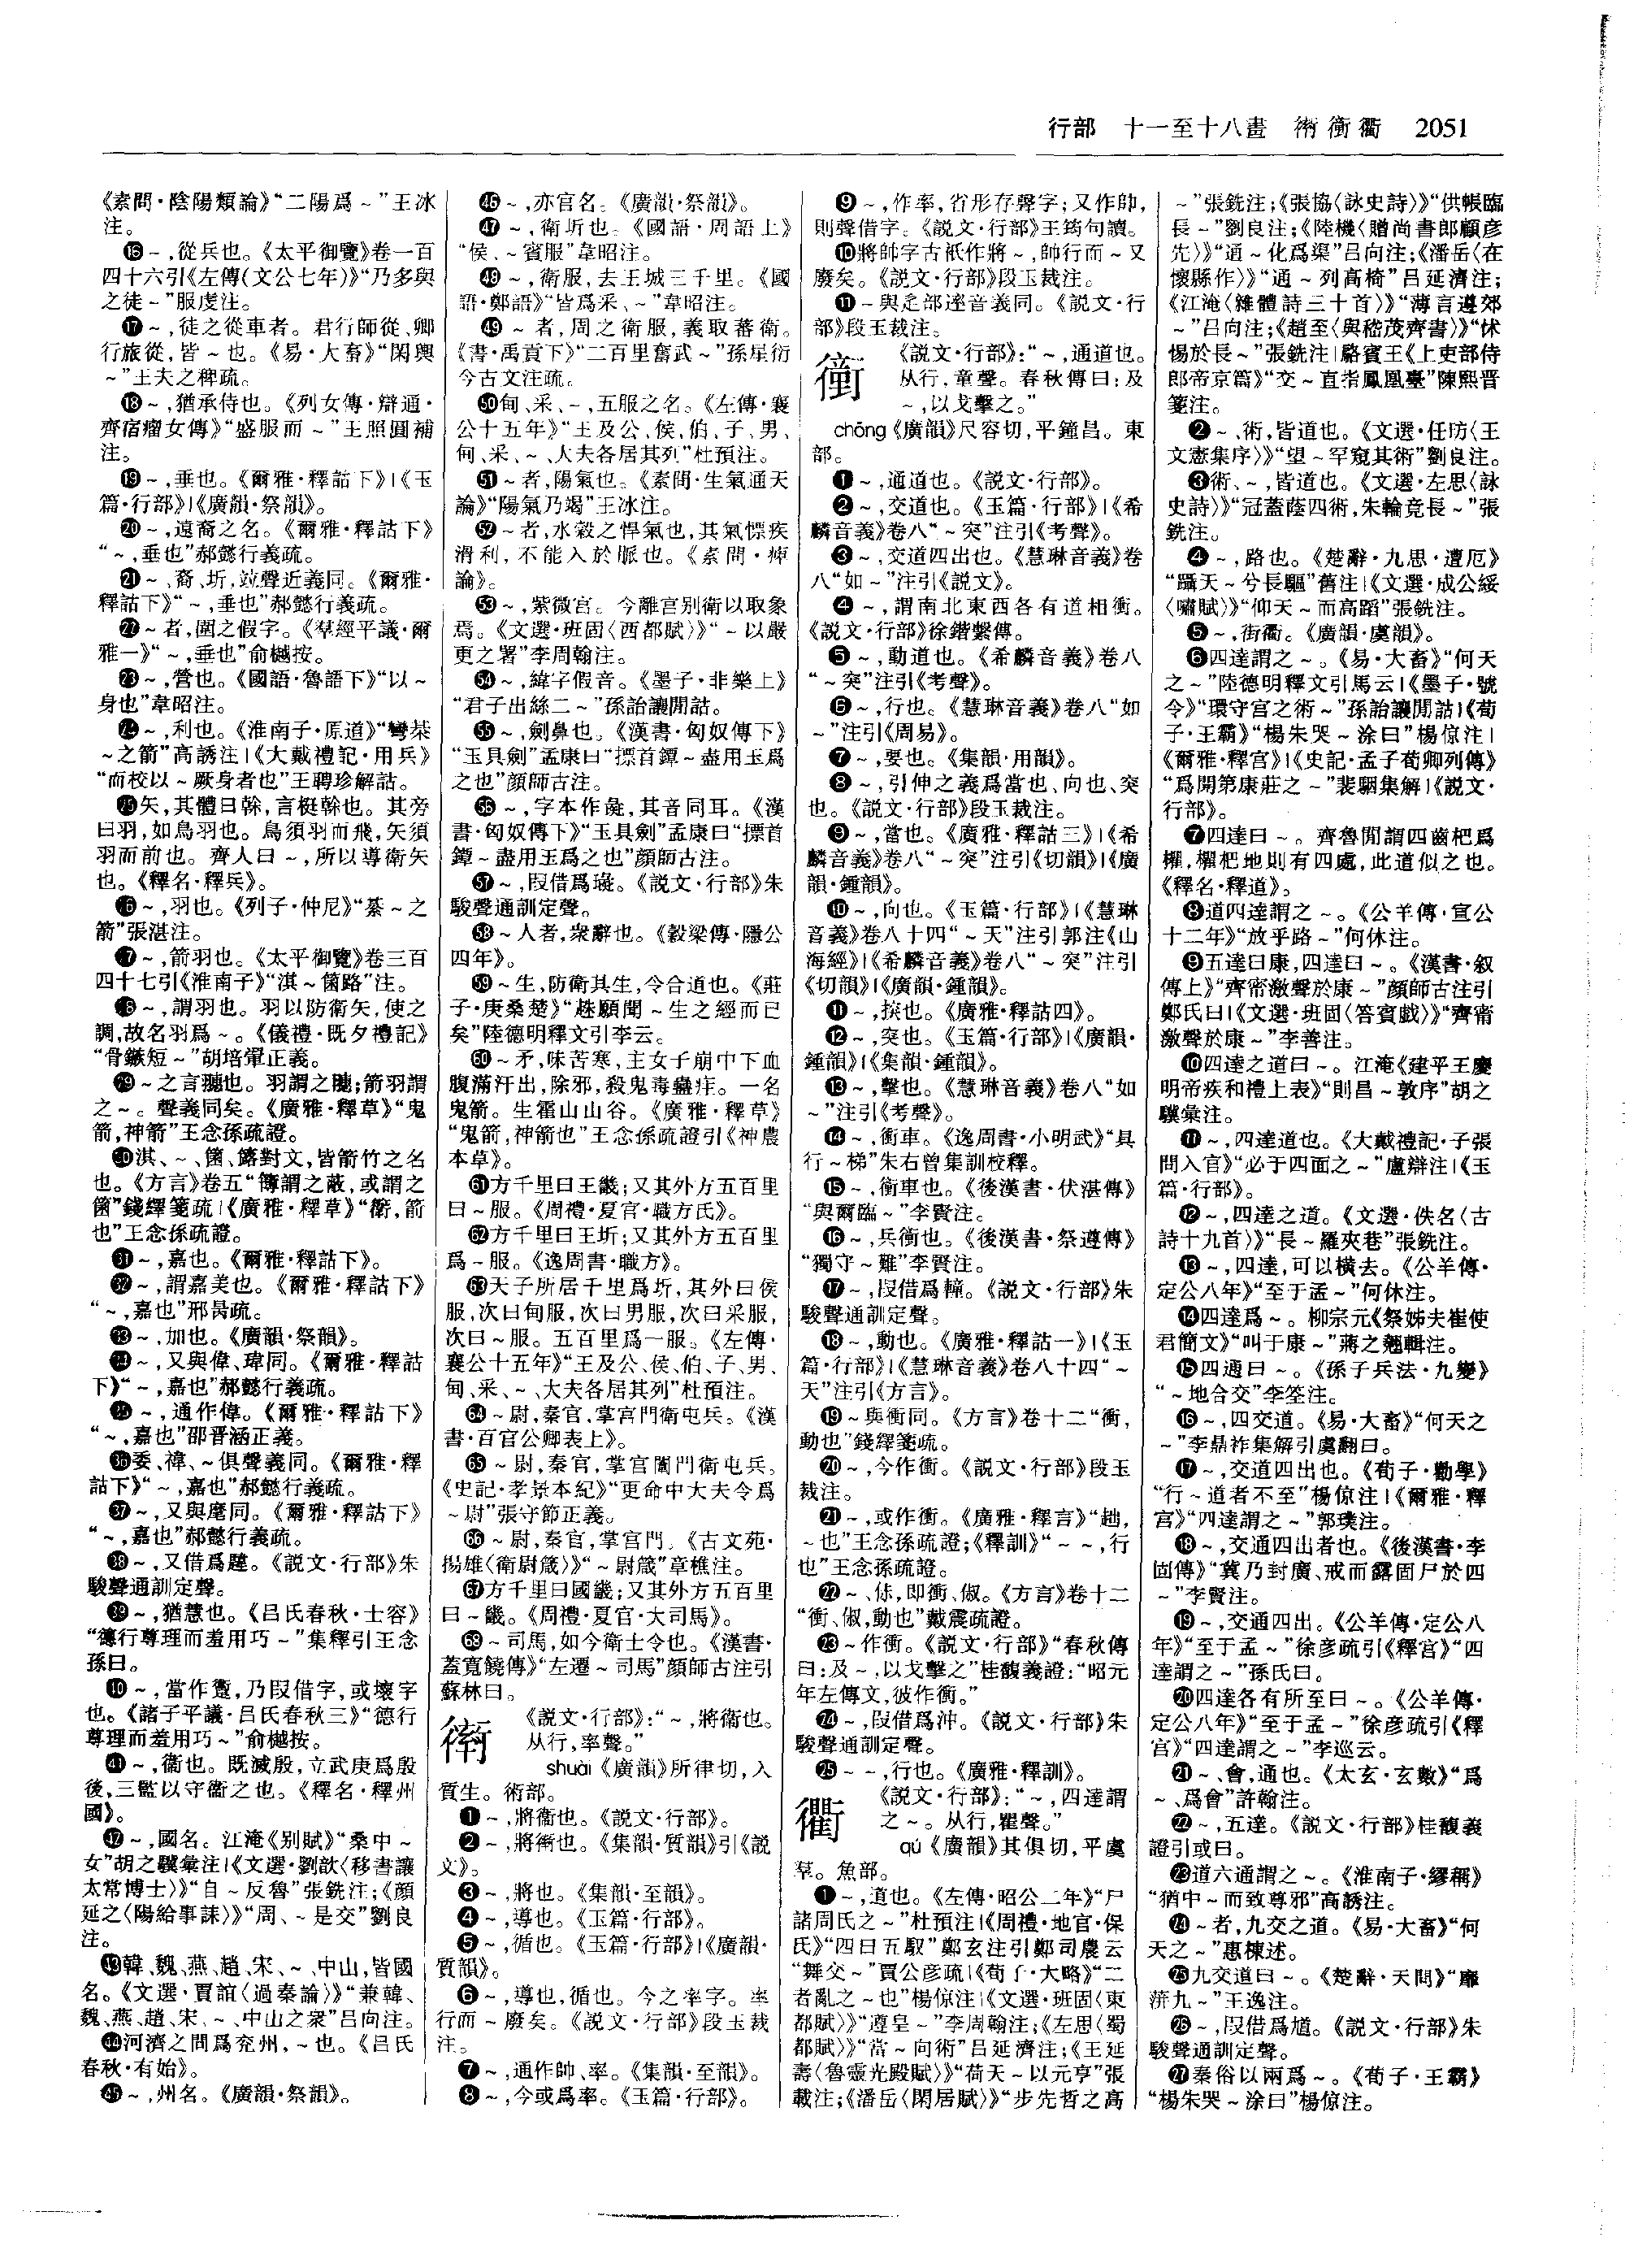 行部　十一至十八畫　衛衝衢　2051
《素問·陰陽類論》“二陽爲～”王冰
注。
⑯～,從兵也。《太平御覽》卷一百
四十六引《左傳(文公七年)》“乃多與
之徒～”服虔注。
⑰～,徒之從車者。君行師從、卿
行旅從,皆～也。《易·大畜》“閑輿
～”王夫之稗疏。
⑱～,猶承侍也。《列女傳·辯通·
齊宿瘤女傳》“盛服而～”王照圓補
注。
⑲～,垂也。《爾雅·釋詁下》|《玉
篇·行部》|《廣韻·祭韻》。
⑳～,遠裔之名。《爾雅·釋詁下》
“～,垂也”郝懿行義疏。
㉑～、裔、圻,竝聲近義同。《爾雅·
釋詁下》“～,垂也”郝懿行義疏。
㉒～者,圉之假字。《羣經平議·爾
雅一》“～,垂也”俞樾按。
㉓～,營也。《國語·魯語下》“以～
身也”韋昭注。
㉔～,利也。《淮南子·原道》“彎棊
～之箭”高誘注|《大戴禮記·用兵》
“而校以～厥身者也”王聘珍解詁。
㉕矢,其體曰幹,言梃幹也。其旁
曰羽,如鳥羽也。鳥須羽而飛,矢須
羽而前也。齊人曰～,所以導衛矢
也。《釋名·釋兵》。
㉖～,羽也。《列子·仲尼》“綦～之
箭”張湛注。
㉗～,箭羽也。《太平御覽》卷三百
四十七引《淮南子》“淇～箘路”注。
㉘～,謂羽也。羽以防衛矢,使之
調,故名羽爲～。《儀禮·既夕禮記》
“骨鏃短～”胡培翬正義。
㉙～之言𦒎也。羽謂之𦒎;箭羽謂
之～。聲義同矣。《廣雅·釋草》“鬼
箭,神箭”王念孫疏證。
㉚淇、～、箘、簬對文,皆箭竹之名
也。《方言》卷五“簙謂之蔽,或謂之
箘”錢繹箋疏|《廣雅·釋草》“衛,箭
也”王念孫疏證。
㉛～,嘉也。《爾雅·釋詁下》。
㉜～,謂嘉美也。《爾雅·釋詁下》
“～,嘉也”邢昺疏。
㉝～,加也。《廣韻·祭韻》。
㉞～,又與偉、瑋同。《爾雅·釋詁
下》“～,嘉也”郝懿行義疏。
㉟～,通作偉。《爾雅·釋詁下》
“～,嘉也”邵晋涵正義。
㊱委、禕、～俱聲義同。《爾雅·釋
詁下》“～,嘉也”郝懿行義疏。
㊲～,又與麾同。《爾雅·釋詁下》
“～,嘉也”郝懿行義疏。
㊳～,又借爲躗。《説文·行部》朱
駿聲通訓定聲。
㊴～,猶慧也。《吕氏春秋·士容》
“德行尊理而羞用巧～”集釋引王念
孫曰。
㊵～,當作躗,乃叚借字,或壞字
也。《諸子平議·吕氏春秋三》“德行
尊理而羞用巧～”俞樾按。
㊶～,衞也。既滅殷,立武庚爲殷
後,三監以守衞之也。《釋名·釋州
國》。
㊷～,國名。江淹《别賦》“桑中～
女”胡之驥彙注|《文選·劉歆〈移書讓
太常博士〉》“自～反魯”張銑注;《顔
延之〈陽給事誄〉》“周、～是交”劉良
注。
㊸韓、魏、燕、趙、宋、～、中山,皆國
名。《文選·賈誼〈過秦論〉》“兼韓、
魏、燕、趙、宋、～、中山之衆”吕向注。
㊹河濟之間爲兗州,～也。《吕氏
春秋·有始》。
㊺～,州名。《廣韻·祭韻》。
㊻～,亦官名。《廣韻·祭韻》。
㊼～,衛圻也。《國語·周語上》
“侯、～賓服”韋昭注。
㊽～,衛服,去王城三千里。《國
語·鄭語》“皆爲采、～”韋昭注。
㊾～者,周之衛服,義取蕃衛。
《書·禹貢下》“二百里奮武～”孫星衍
今古文注疏。
㊿甸、采、～,五服之名。《左傳·襄
公十五年》“王及公、侯、伯、子、男、
甸、采、～、大夫各居其列”杜預注。
51～者,陽氣也。《素問·生氣通天
論》“陽氣乃竭”王冰注。
52～者,水穀之悍氣也,其氣慓疾
滑利,不能入於脈也。《素問·痺
論》。
53～,紫微宫。今離宫别衛以取象
焉。《文選·班固〈西都賦〉》“～以嚴
更之署”李周翰注。
54～,緯字假音。《墨子·非樂上》
“君子出絲二～”孫詒讓閒詁。
55～,劍鼻也。《漢書·匈奴傳下》
“玉具劍”孟康曰“摽首鐔～盡用玉爲
之也”顔師古注。
56～,字本作彘,其音同耳。《漢
書·匈奴傳下》“玉具劍”孟康曰“摽首
鐔～盡用玉爲之也”顔師古注。
57～,叚借爲璏。《説文·行部》朱
駿聲通訓定聲。
58～人者,衆辭也。《穀梁傳·隱公
四年》。
59～生,防衛其生,令合道也。《莊
子·庚桑楚》“趎願聞～生之經而已
矣”陸德明釋文引李云。
60～矛,味苦寒,主女子崩中下血
腹滿汗出,除邪,殺鬼毒蠱疰。一名
鬼箭。生霍山山谷。《廣雅·釋草》
“鬼箭,神箭也”王念孫疏證引《神農
本草》。
61方千里曰王畿;又其外方五百里
曰～服。《周禮·夏官·職方氏》。
62方千里曰王圻;又其外方五百里
爲～服。《逸周書·職方》。
63天子所居千里爲圻,其外曰侯
服,次曰甸服,次曰男服,次曰采服,
次曰～服。五百里爲一服。《左傳·
襄公十五年》“王及公、侯、伯、子、男、
甸、采、～、大夫各居其列”杜預注。
64～尉,秦官,掌宫門衛屯兵。《漢
書·百官公卿表上》。
65～尉,秦官,掌宫闈門衛屯兵。
《史記·孝景本紀》“更命中大夫令爲
～尉”張守節正義。
66～尉,秦官,掌宫門。《古文苑·
揚雄〈衛尉箴〉》“～尉箴”章樵注。
67方千里曰國畿;又其外方五百里
曰～畿。《周禮·夏官·大司馬》。
68～司馬,如今衛士令也。《漢書·
蓋寬饒傳》“左遷～司馬”顔師古注引
蘇林曰。
䘖
《説文·行部》:“～,將衞也。
从行,率聲。”
shuài《廣韻》所律切,入
質生。術部。
❶～,將衞也。《説文·行部》。
❷～,將䘖也。《集韻·質韻》引《説
文》。
❸～,將也。《集韻·至韻》。
❹～,導也。《玉篇·行部》。
❺～,循也。《玉篇·行部》|《廣韻·
質韻》。
❻～,導也,循也。今之率字。率
行而～廢矣。《説文·行部》段玉裁
注。
❼～,通作帥、率。《集韻·至韻》。
❽～,今或爲率。《玉篇·行部》。
❾～,作率,省形存聲字;又作帥,
則聲借字。《説文·行部》王筠句讀。
❿將帥字古衹作將～,帥行而～又
廢矣。《説文·行部》段玉裁注。
⓫～與辵部𨘷音義同。《説文·行
部》段玉裁注。
衝
《説文·行部》:“～,通道也。
从行,童聲。春秋傳曰:及
～,以戈擊之。”
chōng《廣韻》尺容切,平鍾昌。東
部。
❶～,通道也。《説文·行部》。
❷～,交道也。《玉篇·行部》|《希
麟音義》卷八“～突”注引《考聲》。
❸～,交道四出也。《慧琳音義》卷
八“如～”注引《説文》。
❹～,謂南北東西各有道相衝。
《説文·行部》徐鍇繫傳。
❺～,動道也。《希麟音義》卷八
“～突”注引《考聲》。
❻～,行也。《慧琳音義》卷八“如
～”注引《周易》。
❼～,要也。《集韻·用韻》。
❽～,引伸之義爲當也、向也、突
也。《説文·行部》段玉裁注。
❾～,當也。《廣雅·釋詁三》|《希
麟音義》卷八“～突”注引《切韻》|《廣
韻·鍾韻》。
❿～,向也。《玉篇·行部》|《慧琳
音義》卷八十四“～天”注引郭注《山
海經》|《希麟音義》卷八“～突”注引
《切韻》|《廣韻·鍾韻》。
⓫～,揬也。《廣雅·釋詁四》。
⓬～,突也。《玉篇·行部》|《廣韻·
鍾韻》|《集韻·鍾韻》。
⓭～,擊也。《慧琳音義》卷八“如
～”注引《考聲》。
⓮～,衝車。《逸周書·小明武》“具
行～梯”朱右曾集訓校釋。
⓯～,衝車也。《後漢書·伏湛傳》
“與爾臨～”李賢注。
⓰～,兵衝也。《後漢書·祭遵傳》
“獨守～難”李賢注。
⓱～,叚借爲䡴。《説文·行部》朱
駿聲通訓定聲。
⓲～,動也。《廣雅·釋詁一》|《玉
篇·行部》|《慧琳音義》卷八十四“～
天”注引《方言》。
⓳～與衝同。《方言》卷十二“衝,
動也”錢繹箋疏。
⓴～,今作衝。《説文·行部》段玉
裁注。
㉑～,或作衝。《廣雅·釋言》“䞤,
～也”王念孫疏證;《釋訓》“～～,行
也”王念孫疏證。
㉒～、俶,即衝、俶。《方言》卷十二
“衝、俶,動也”戴震疏證。
㉓～作衝。《説文·行部》“春秋傳
曰:及～,以戈擊之”桂馥義證:“昭元
年左傳文,彼作衝。”
㉔～,叚借爲沖。《説文·行部》朱
駿聲通訓定聲。
㉕～～,行也。《廣雅·釋訓》。
衢
《説文·行部》:“～,四達謂
之～。从行,瞿聲。”
qú《廣韻》其俱切,平虞
羣。魚部。
❶～,道也。《左傳·昭公二年》“尸
諸周氏之～”杜預注|《周禮·地官·保
氏》“四曰五馭”鄭玄注引鄭司農云
“舞交～”賈公彦疏|《荀子·大略》“二
者亂之～也”楊倞注|《文選·班固〈東
都賦〉》“遵皇～”李周翰注;《左思〈蜀
都賦〉》“當～向術”吕延濟注;《王延
壽〈魯靈光殿賦〉》“荷天～以元亨”張
載注;《潘岳〈閑居賦〉》“步先哲之高
～”張銑注;《張協〈詠史詩〉》“供帳臨
長～”劉良注;《陸機〈贈尚書郎顧彦
先〉》“通～化爲渠”吕向注;《潘岳〈在
懷縣作〉》“通～列高椅”吕延濟注;
《江淹〈雜體詩三十首〉》“薄言遵郊
～”吕向注;《趙至〈與嵇茂齊書〉》“怵
惕於長～”張銑注|駱賓王《上吏部侍
郎帝京篇》“交～直指鳳凰臺”陳熙晋
箋注。
❷～、術,皆道也。《文選·任昉〈王
文憲集序〉》“望～罕窺其術”劉良注。
❸術、～,皆道也。《文選·左思〈詠
史詩〉》“冠蓋蔭四術,朱輪竞長～”張
銑注。
❹～,路也。《楚辭·九思·遭厄》
“躡天～兮長驅”舊注|《文選·成公綏
〈嘯賦〉》“仰天～而高蹈”張銑注。
❺～,街衢。《廣韻·虞韻》。
❻四達謂之～。《易·大畜》“何天
之～”陸德明釋文引馬云|《墨子·號
令》“環守宫之術～”孫詒讓閒詁|《荀
子·王霸》“楊朱哭～涂曰”楊倞注|
《爾雅·釋宫》|《史記·孟子荀卿列傳》
“爲開第康莊之～”裴駰集解|《説文·
行部》。
❼四達曰～。齊魯閒謂四齒杷爲
欋,欋杷地則有四處,此道似之也。
《釋名·釋道》。
❽道四達謂之～。《公羊傳·宣公
十二年》“放乎路～”何休注。
❾五達曰康,四達曰～。《漢書·叙
傳上》“齊甯激聲於康～”顔師古注引
鄭氏曰|《文選·班固〈答賓戲〉》“齊甯
激聲於康～”李善注。
❿四達之道曰～。江淹《建平王慶
明帝疾和禮上表》“則昌～敦序”胡之
驥彙注。
⓫～,四達道也。《大戴禮記·子張
問入官》“必于四面之～”盧辯注|《玉
篇·行部》。
⓬～,四達之道。《文選·佚名〈古
詩十九首〉》“長～羅夾巷”張銑注。
⓭～,四達,可以横去。《公羊傳·
定公八年》“至于孟～”何休注。
⓮四達爲～。柳宗元《祭姊夫崔使
君簡文》“叫于康～”蔣之翹輯注。
⓯四通曰～。《孫子兵法·九變》
“～地合交”李筌注。
⓰～,四交道。《易·大畜》“何天之
～”李鼎祚集解引虞翻曰。
⓱～,交道四出也。《荀子·勸學》
“行～道者不至”楊倞注|《爾雅·釋
宫》“四達謂之～”郭璞注。
⓲～,交通四出者也。《後漢書·李
固傳》“冀乃封廣、戒而露固尸於四
～”李賢注。
⓳～,交通四出。《公羊傳·定公八
年》“至于孟～”徐彦疏引《釋宫》“四
達謂之～”孫氏曰。
⓴四達各有所至曰～。《公羊傳·
定公八年》“至于孟～”徐彦疏引《釋
宫》“四達謂之～”李巡云。
㉑～、會,通也。《太玄·玄數》“爲
～、爲會”許翰注。
㉒～,五達。《説文·行部》桂馥義
證引或曰。
㉓道六通謂之～。《淮南子·繆稱》
“猶中～而致尊邪”高誘注。
㉔～者,九交之道。《易·大畜》“何
天之～”惠棟述。
㉕九交道曰～。《楚辭·天問》“靡
蓱九～”王逸注。
㉖～,叚借爲馗。《説文·行部》朱
駿聲通訓定聲。
㉗秦俗以兩爲～。《荀子·王霸》
“楊朱哭～涂曰”楊倞注。